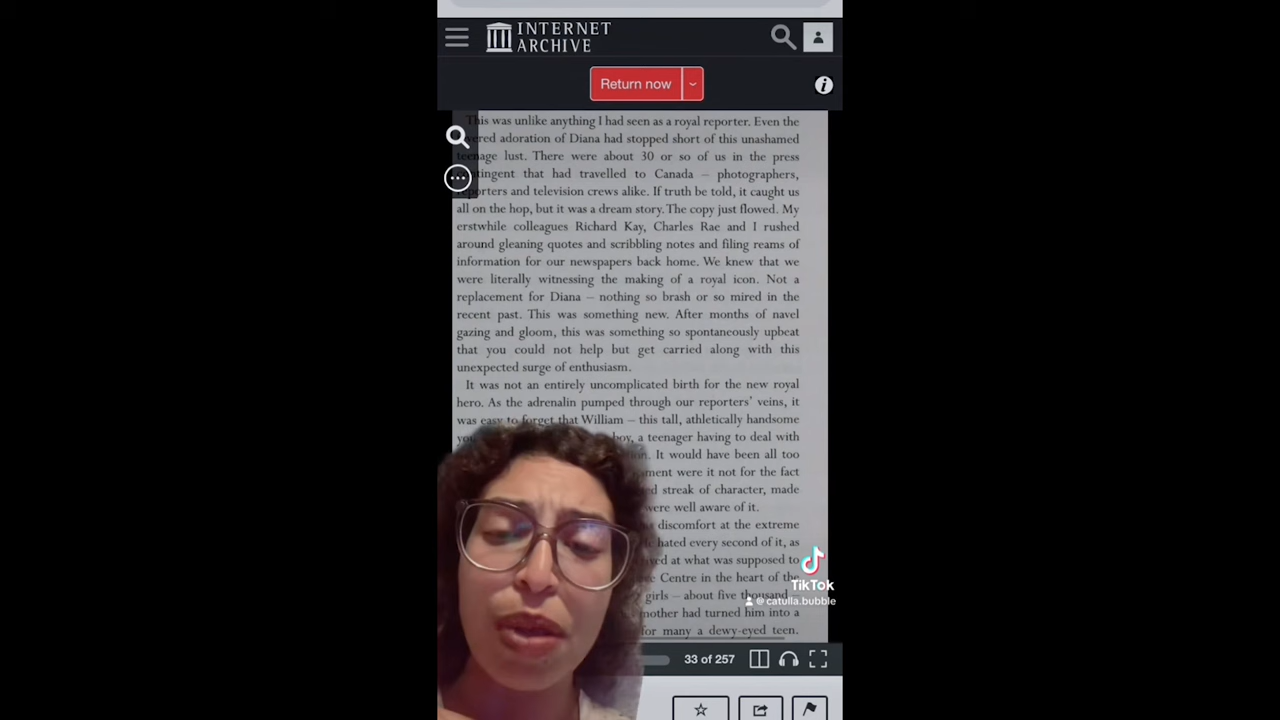 INTERNET
ARCHIVE
Return now
This was unlike anything I had seen as a royal reporter. Even the
adoration of Diana had stopped short of this unashamed
teenage lust. There were about 30 or so of us in the press
contingent that had travelled to Canada – photographers,
reporters and television crews alike. If truth be told, it caught us
all on the hop, but it was a dream story. The copy just flowed. My
erstwhile colleagues Richard Kay, Charles Rae and I rushed
around gleaning quotes and scribbling notes and filing reams of
information for our newspapers back home. We knew that we
were literally witnessing the making of a royal icon. Not a
replacement for Diana – nothing so brash or so mired in the
recent past. This was something new. After months of navel
gazing and gloom, this was something so spontaneously upbeat
that you could not help but get carried along with this
unexpected surge of enthusiasm.
It was not an entirely uncomplicated birth for the new royal
hero. As the adrenalin pumped through our reporters' veins, it
was easy to forget that William – this tall, athletically handsome
boy, a teenager having to deal with
It would have been all too
were it not for the fact
streak of character, made
were well aware of it.
discomfort at the extreme
hated every second of it, as
at what was supposed to
Centre in the heart of the
girls – about five thousand –
mother had turned him into a
for many a dewy-eyed teen.
TikTok
@catulla.bubble
33 of 257